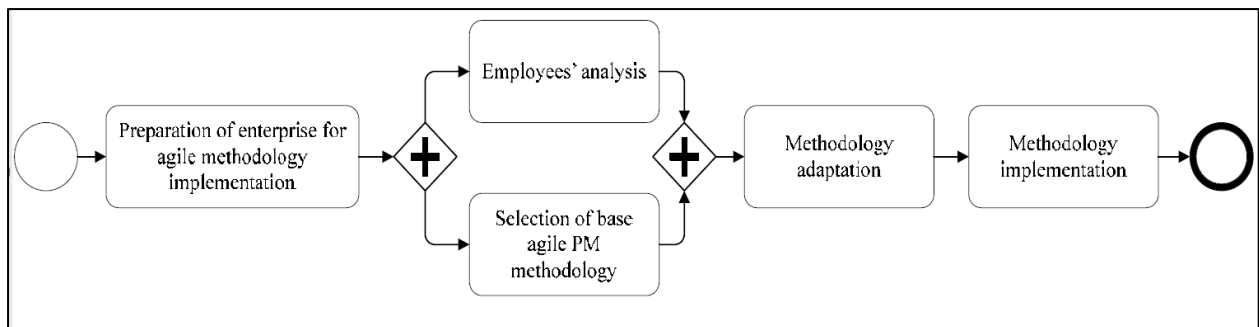 Preparation of enterprise for
agile methodology
implementation
Employees` analysis
Selection of base
agile PM
methodology
Methodology
adaptation
Methodology
implementation